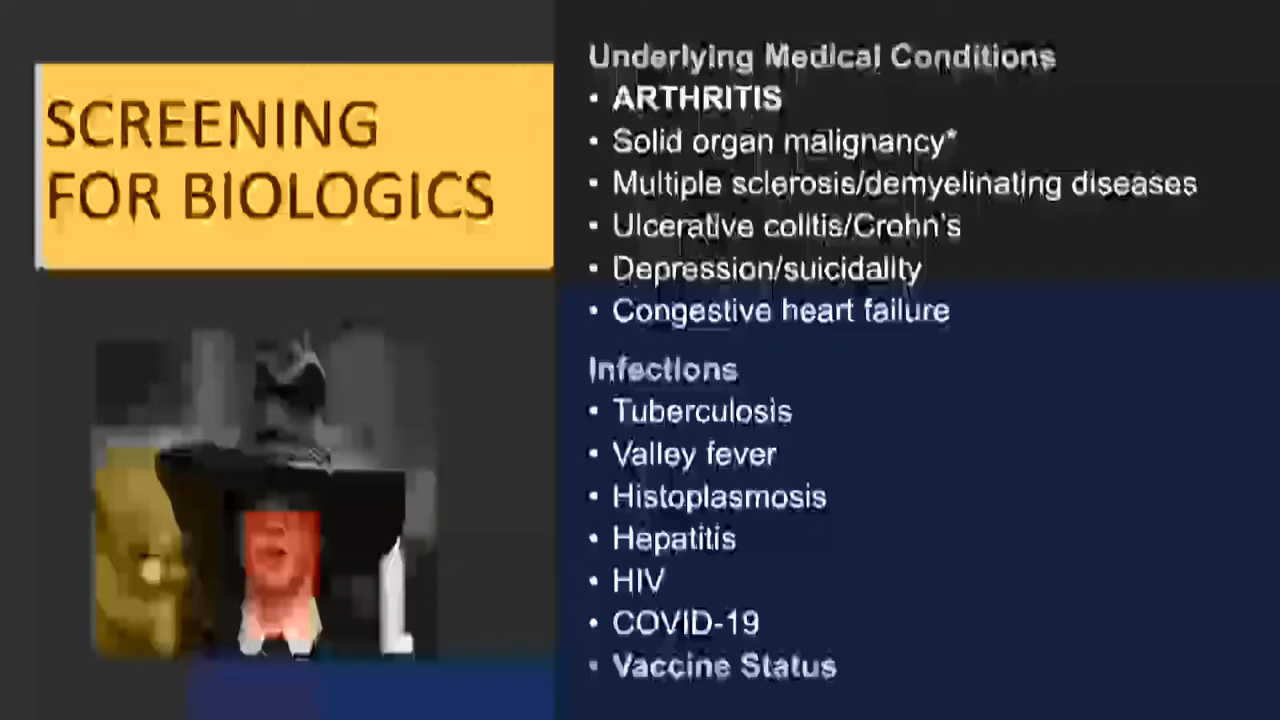 SCREENING
FOR BIOLOGICS
Underlying Medical Conditions
• ARTHRITIS
• Solid organ malignancy*
• Multiple sclerosis/demyelinating diseases
• Ulcerative colitis/Crohn's
• Depression/suicidality
• Congestive heart failure
Infections
• Tuberculosis
• Valley fever
• Histoplasmosis
• Hepatitis
• HIV
• COVID-19
• Vaccine Status